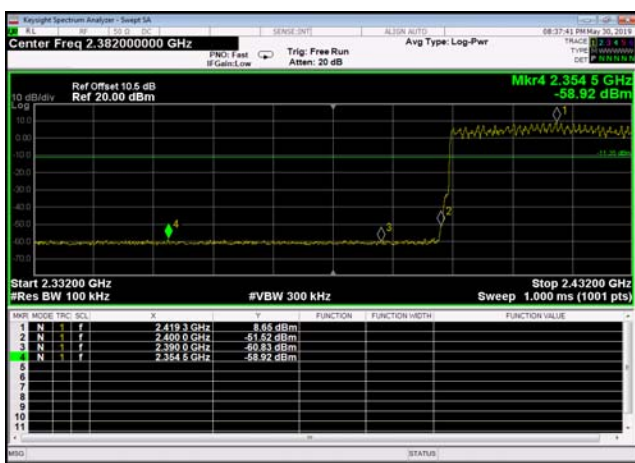 Keysight Spectrum Analyzer - Swept SA
RL RF 50 Ω DC SENSE:INT ALIGN AUTO 08:37:41 PM May 30, 2019
Center Freq 2.382000000 GHz
PNO: Fast
IFGain:Low
Trig: Free Run
Atten: 20 dB
Avg Type: Log-Pwr
TRACE 1 2 3 4 5 6
TYPE
DET P N N N N N
Mkr4 2.354 5 GHz
-58.92 dBm
Ref Offset 10.5 dB
10 dB/div Ref 20.00 dBm
Log
10.0
0.00
-10.0
-20.0
-30.0
-40.0
-50.0
-60.0
-70.0
1
2
3
4
Start 2.33200 GHz
Stop 2.43200 GHz
#Res BW 100 kHz
#VBW 300 kHz
Sweep 1.000 ms (1001 pts)
MKR MODE TRC SCL X Y FUNCTION FUNCTION WIDTH FUNCTION VALUE
1 N 1 f 2.419 3 GHz 8.65 dBm
2 N 1 f 2.400 0 GHz -51.52 dBm
3 N 1 f 2.390 0 GHz -60.83 dBm
4 N 1 f 2.354 5 GHz -58.92 dBm
5
6
7
8
9
10
11
MSG STATUS